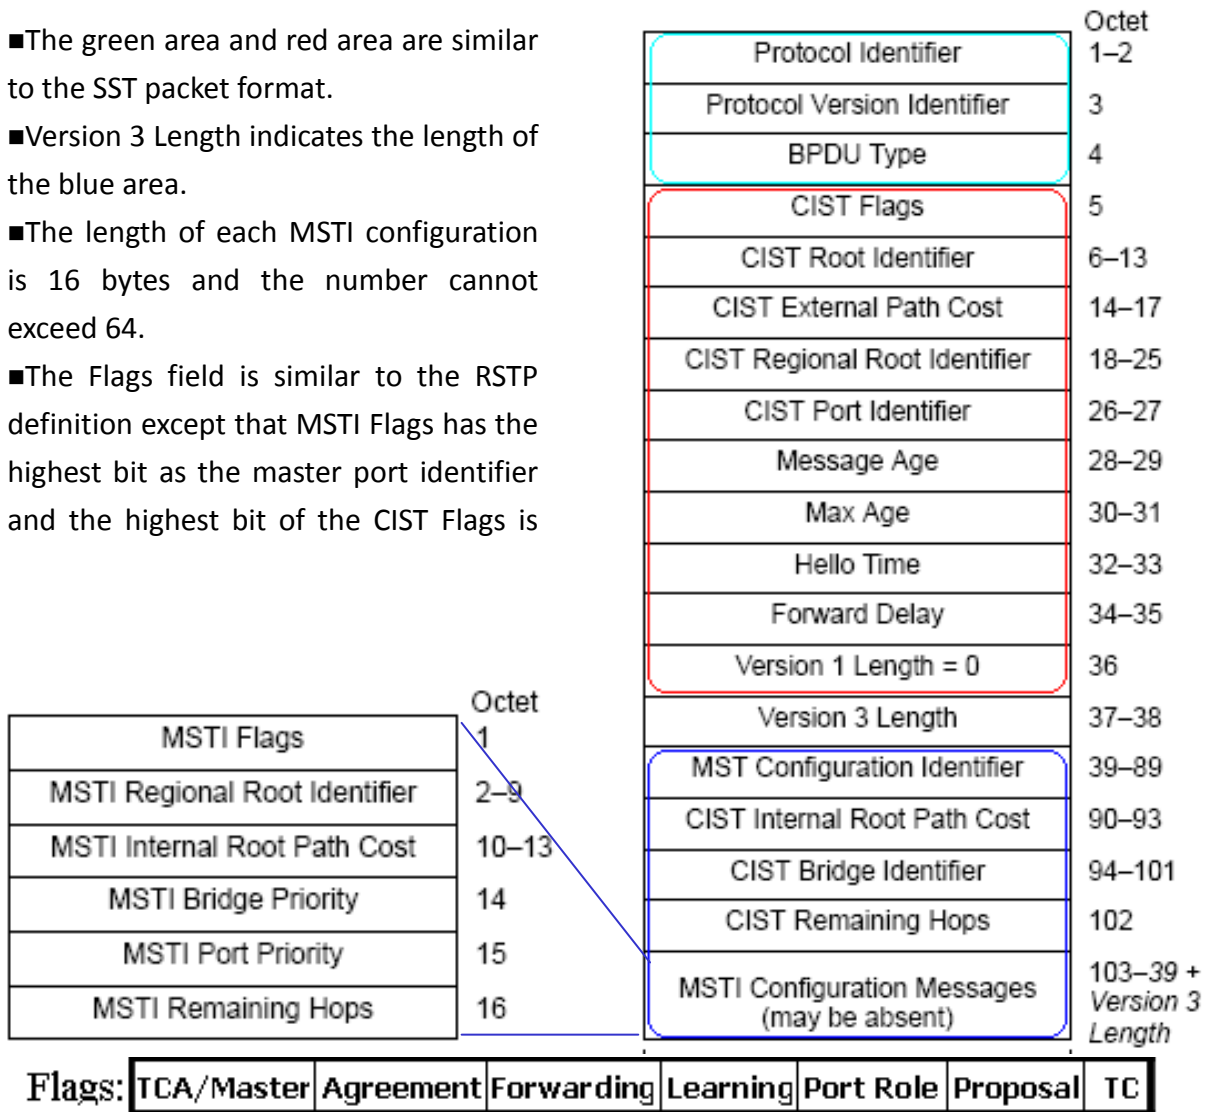 ■The green area and red area are similar
to the SST packet format.
■Version 3 Length indicates the length of
the blue area.
■The length of each MSTI configuration
is 16 bytes and the number cannot
exceed 64.
■The Flags field is similar to the RSTP
definition except that MSTI Flags has the
highest bit as the master port identifier
and the highest bit of the CIST Flags is
Octet
Protocol Identifier 1–2
Protocol Version Identifier 3
BPDU Type 4
CIST Flags 5
CIST Root Identifier 6–13
CIST External Path Cost 14–17
CIST Regional Root Identifier 18–25
CIST Port Identifier 26–27
Message Age 28–29
Max Age 30–31
Hello Time 32–33
Forward Delay 34–35
Version 1 Length = 0 36
Version 3 Length 37–38
MST Configuration Identifier 39–89
CIST Internal Root Path Cost 90–93
CIST Bridge Identifier 94–101
CIST Remaining Hops 102
MSTI Configuration Messages
(may be absent)
103–39 +
Version 3
Length
Octet
MSTI Flags 1
MSTI Regional Root Identifier 2–9
MSTI Internal Root Path Cost 10–13
MSTI Bridge Priority 14
MSTI Port Priority 15
MSTI Remaining Hops 16
Flags: TCA/Master Agreement Forwarding Learning Port Role Proposal TC